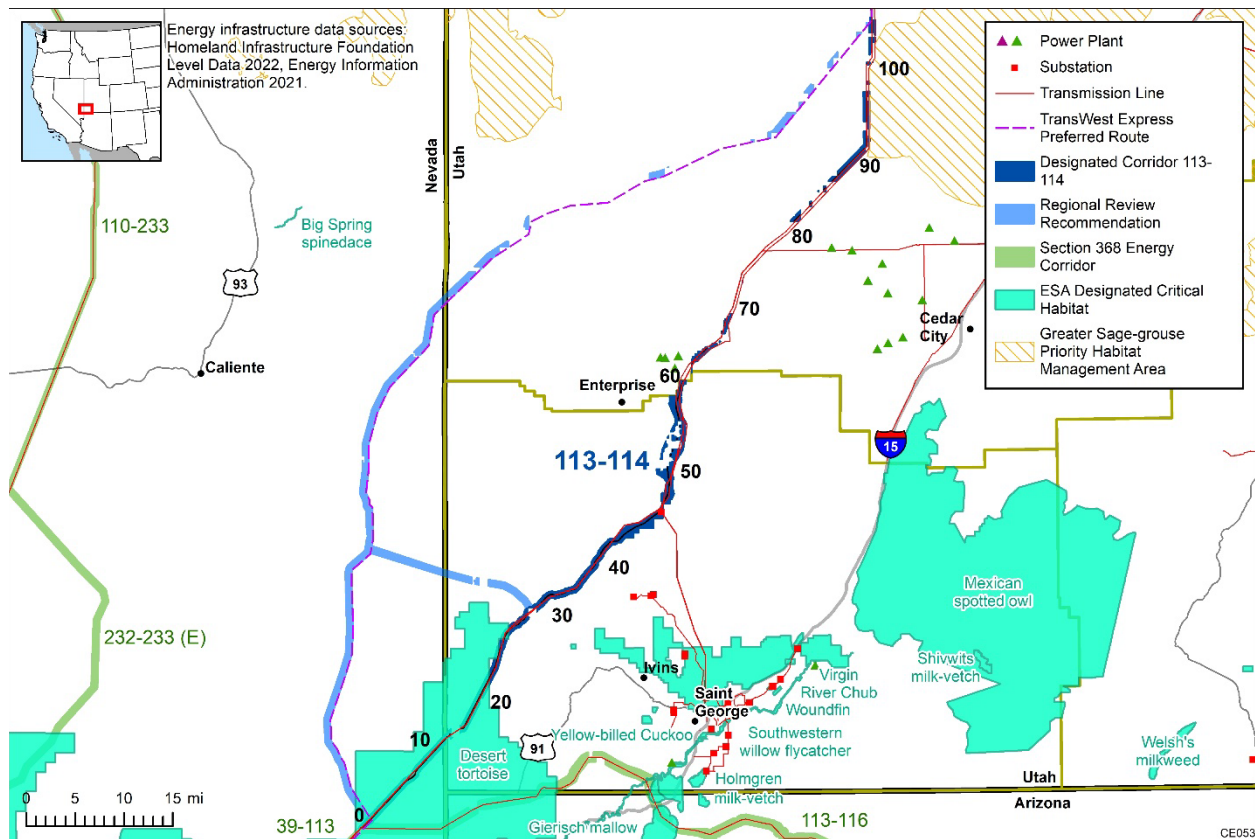 Energy infrastructure data sources:
Homeland Infrastructure Foundation
Level Data 2022, Energy Information
Administration 2021.
Power Plant
Substation
Transmission Line
TransWest Express
Preferred Route
Designated Corridor 113-
114
Regional Review
Recommendation
Section 368 Energy
Corridor
ESA Designated Critical
Habitat
Greater Sage-grouse
Priority Habitat
Management Area
Nevada
Utah
100
90
80
70
60
50
40
30
20
10
0
110-233
Big Spring
spinedace
93
Caliente
Enterprise
Cedar
City
15
113-114
232-233 (E)
Mexican
spotted owl
Shivwits
milk-vetch
Ivins
Saint
George
Virgin
River Chub
Woundfin
Yellow-billed Cuckoo
Southwestern
willow flycatcher
Desert
tortoise
91
Holmgren
milk-vetch
Welsh's
milkweed
Utah
Arizona
0 5 10 15 mi
39-113
Gierisch mallow
113-116
CE053